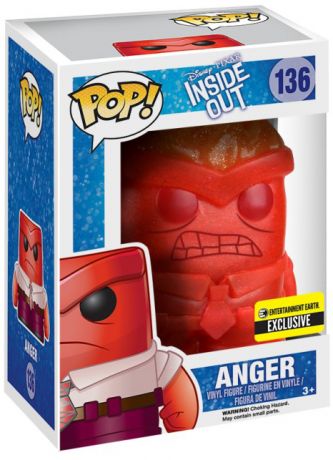 POP!
Disney · PIXAR
INSIDE
OUT
136
ENTERTAINMENT EARTH
EXCLUSIVE
ANGER
136
ANGER
VINYL FIGURE / FIGURINE EN VINYLE /
FIGURA DE VINIL
WARNING! Choking Hazard.
May contain small parts.
3+